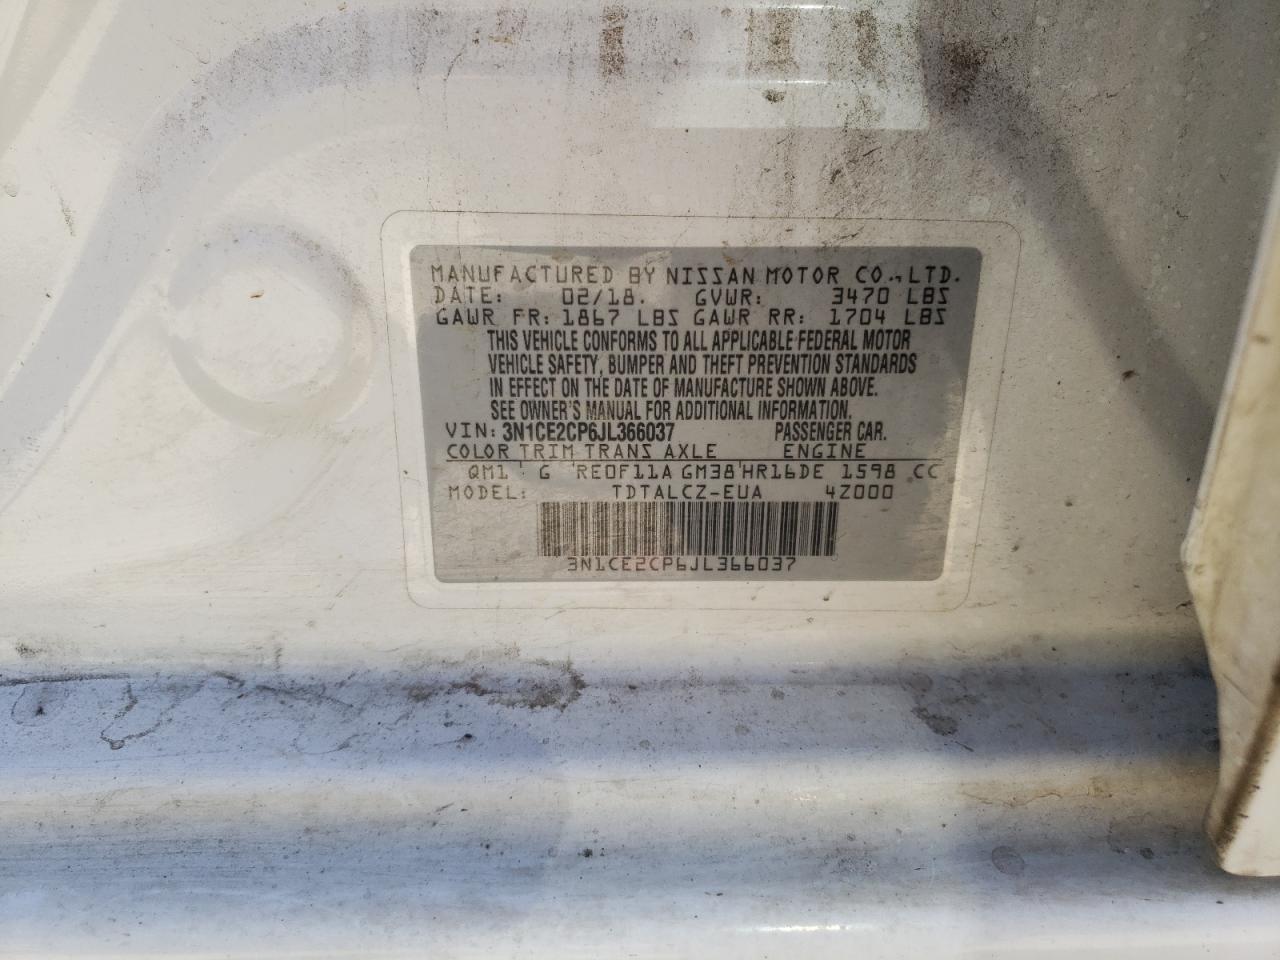 MANUFACTURED BY NISSAN MOTOR CO., LTD.
DATE: 02/18. GVWR: 3470 LBS
GAWR FR: 1867 LBS GAWR RR: 1704 LBS
THIS VEHICLE CONFORMS TO ALL APPLICABLE FEDERAL MOTOR
VEHICLE SAFETY, BUMPER AND THEFT PREVENTION STANDARDS
IN EFFECT ON THE DATE OF MANUFACTURE SHOWN ABOVE.
SEE OWNER'S MANUAL FOR ADDITIONAL INFORMATION.
VIN: 3N1CE2CP6JL366037 PASSENGER CAR.
COLOR TRIM TRANS AXLE ENGINE
QM1 ' G 'RE0F11A GM38'HR16DE 1598 CC
MODEL: TDTALCZ-EUA 4Z000
3N1CE2CP6JL366037